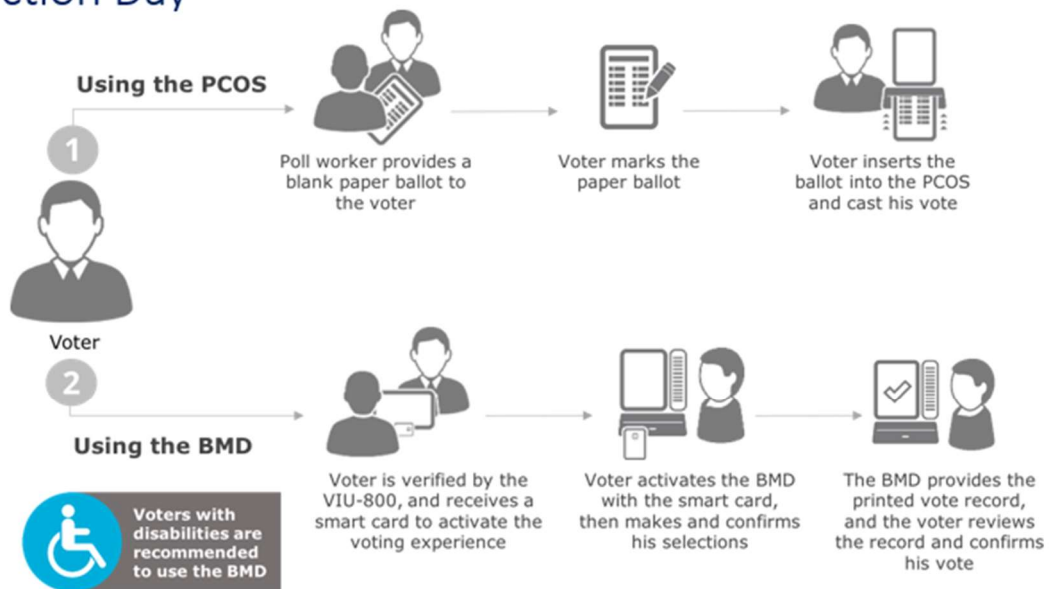 Using the PCOS
1
Poll worker provides a
blank paper ballot to
the voter
Voter marks the
paper ballot
Voter inserts the
ballot into the PCOS
and cast his vote
Voter
2
Using the BMD
Voter is verified by the
VIU-800, and receives a
smart card to activate the
voting experience
Voter activates the BMD
with the smart card,
then makes and confirms
his selections
The BMD provides the
printed vote record,
and the voter reviews
the record and confirms
his vote
Voters with
disabilities are
recommended
to use the BMD